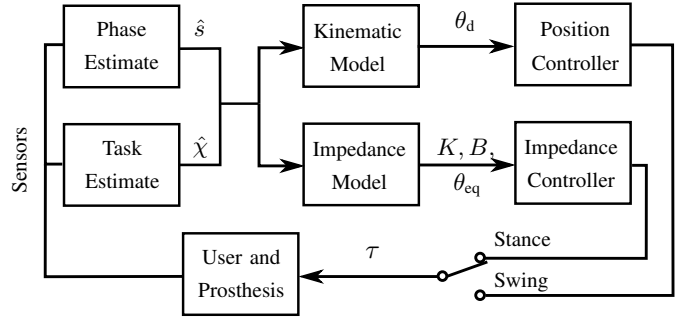 Phase
Estimate
ŝ
Kinematic
Model
θd
Position
Controller
Sensors
Task
Estimate
χ̂
Impedance
Model
K, B,
θeq
Impedance
Controller
User and
Prosthesis
τ
Stance
Swing